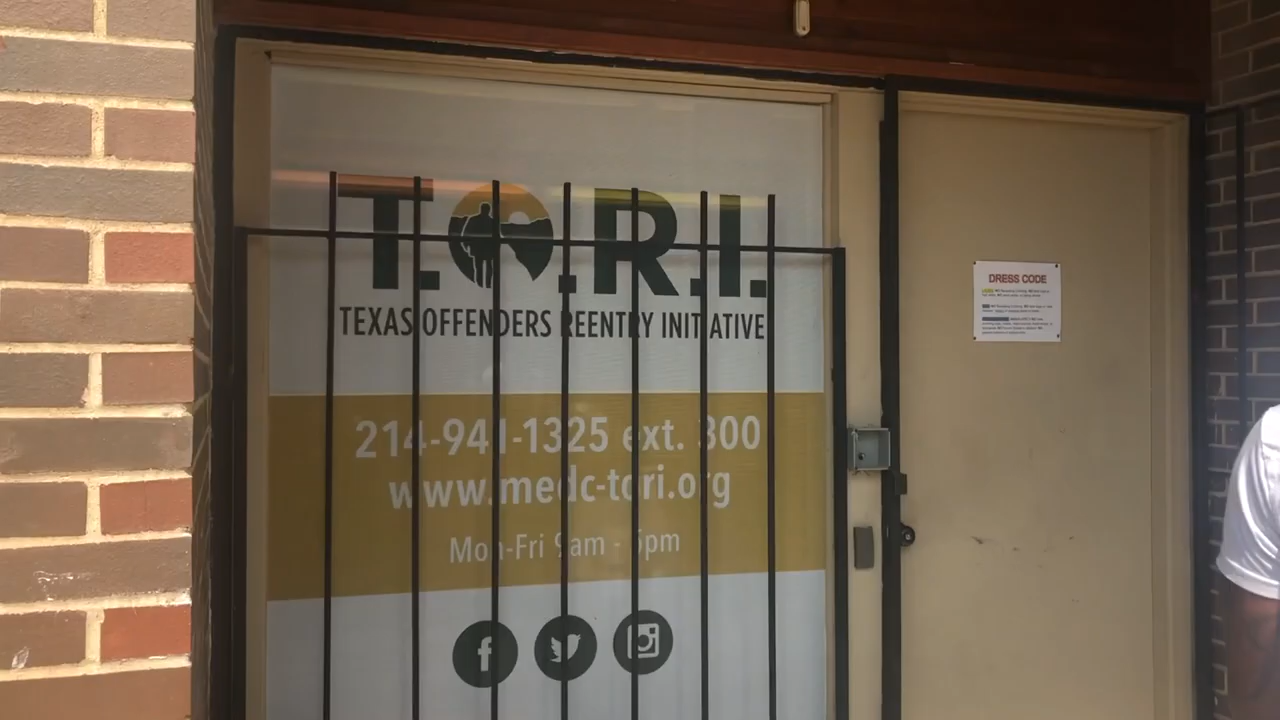 T.O.R.I.
TEXAS OFFENDERS REENTRY INITIATIVE
214-941-1325 ext. 300
www.medc-tori.org
Mon-Fri 9am - 5pm
DRESS CODE